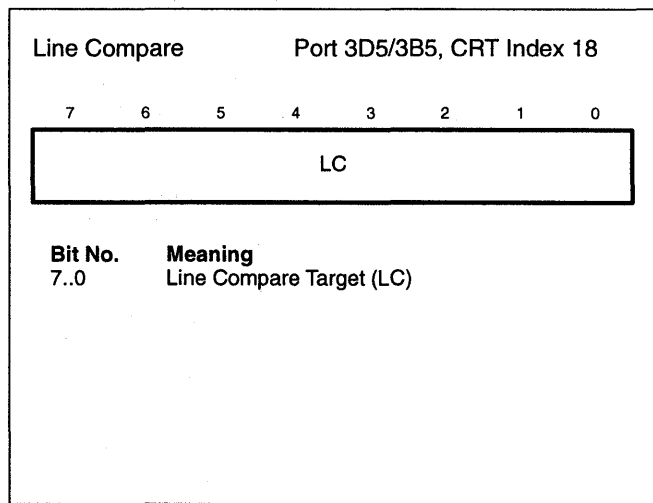 Line Compare Port 3D5/3B5, CRT Index 18
7 6 5 4 3 2 1 0
LC
Bit No. Meaning
7..0 Line Compare Target (LC)